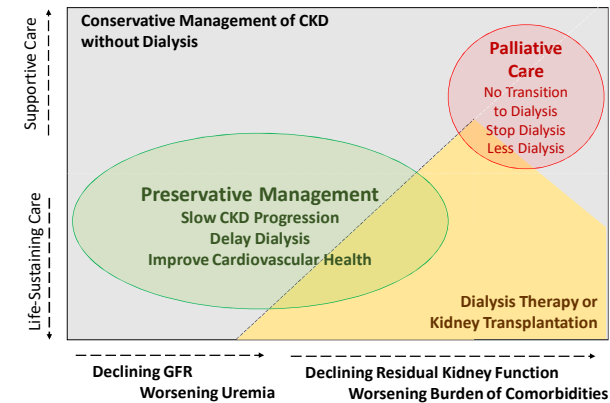 Conservative Management of CKD
without Dialysis
Palliative
Care
No Transition
to Dialysis
Stop Dialysis
Less Dialysis
Supportive Care
Life-Sustaining Care
Preservative Management
Slow CKD Progression
Delay Dialysis
Improve Cardiovascular Health
Dialysis Therapy or
Kidney Transplantation
Declining GFR
Worsening Uremia
Declining Residual Kidney Function
Worsening Burden of Comorbidities